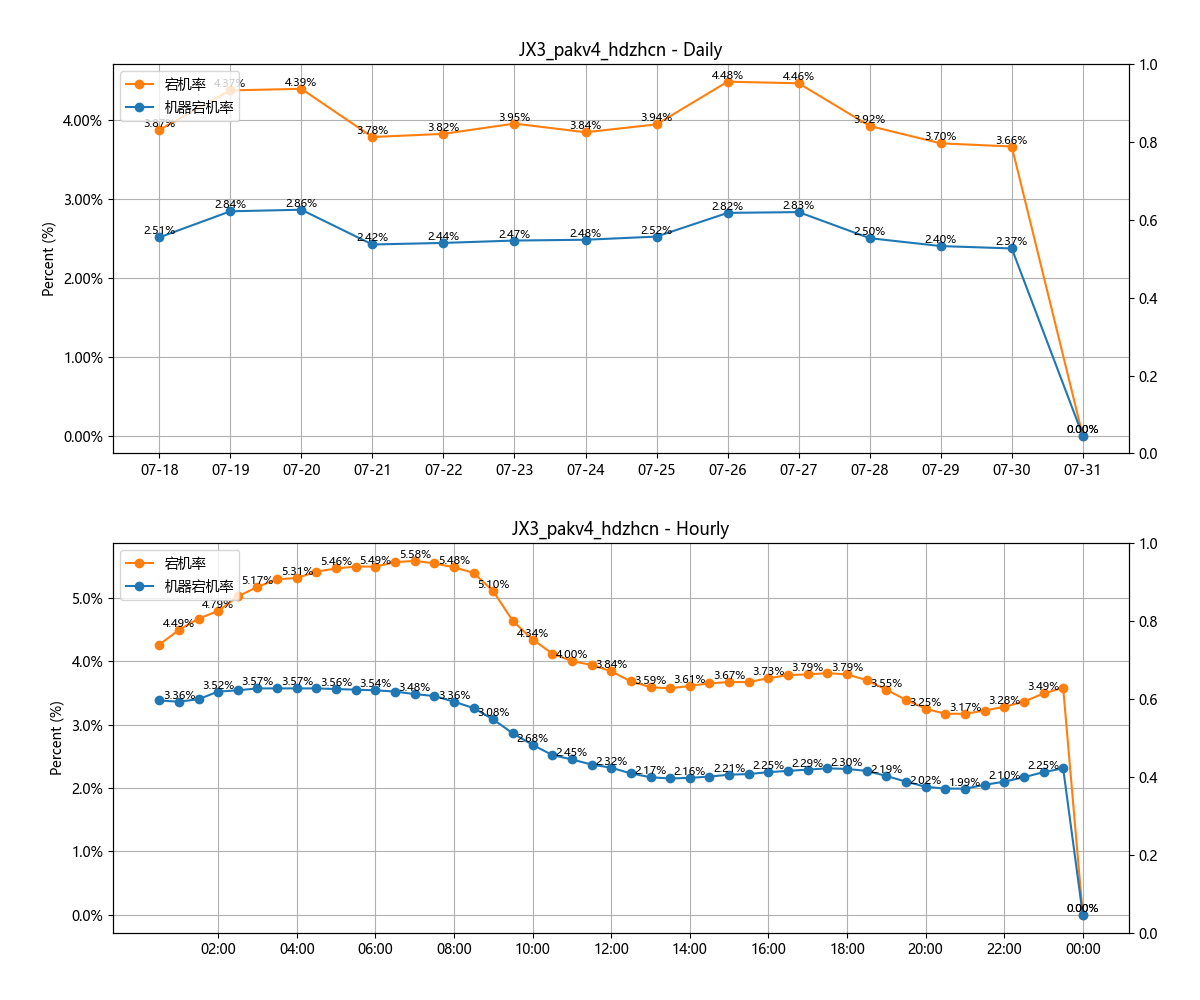 JX3_pakv4_hdzhcn - Daily
宕机率
机器宕机率
Percent (%)
4.00%
3.00%
2.00%
1.00%
0.00%
1.0
0.8
0.6
0.4
0.2
0.0
3.87% 4.37% 4.39% 3.78% 3.82% 3.95% 3.84% 3.94% 4.48% 4.46% 3.92% 3.70% 3.66% 0.00%
2.51% 2.84% 2.86% 2.42% 2.44% 2.47% 2.48% 2.52% 2.82% 2.83% 2.50% 2.40% 2.37% 0.00%
07-18 07-19 07-20 07-21 07-22 07-23 07-24 07-25 07-26 07-27 07-28 07-29 07-30 07-31
JX3_pakv4_hdzhcn - Hourly
宕机率
机器宕机率
Percent (%)
5.0%
4.0%
3.0%
2.0%
1.0%
0.0%
1.0
0.8
0.6
0.4
0.2
0.0
4.49% 4.79% 5.17% 5.31% 5.46% 5.49% 5.58% 5.48% 5.10% 4.34% 4.00% 3.84% 3.59% 3.61% 3.67% 3.73% 3.79% 3.79% 3.55% 3.25% 3.17% 3.28% 3.49% 0.00%
3.36% 3.52% 3.57% 3.57% 3.56% 3.54% 3.48% 3.36% 3.08% 2.68% 2.45% 2.32% 2.17% 2.16% 2.21% 2.25% 2.29% 2.30% 2.19% 2.02% 1.99% 2.10% 2.25% 0.00%
02:00 04:00 06:00 08:00 10:00 12:00 14:00 16:00 18:00 20:00 22:00 00:00